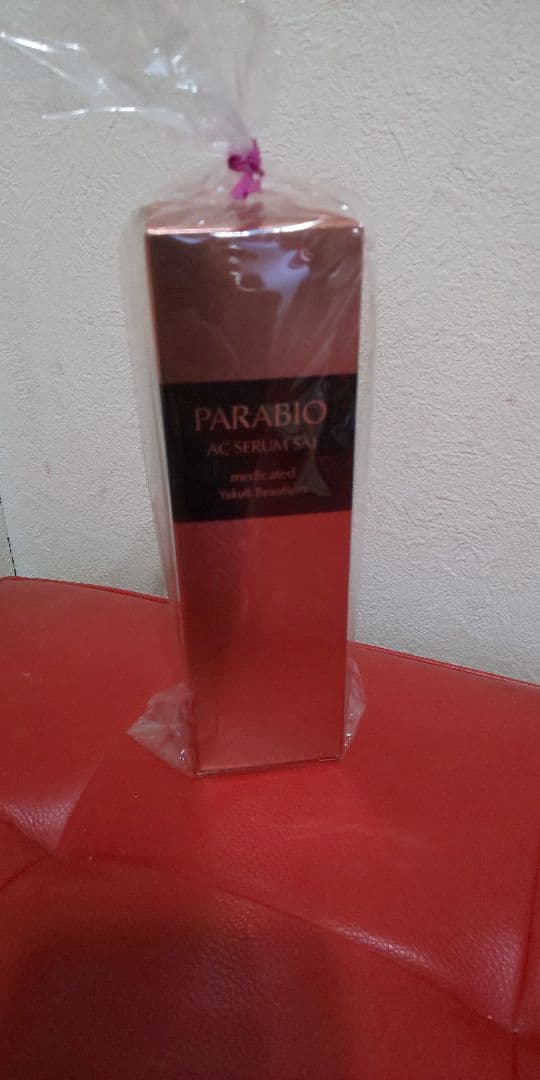 PARABIO
AC SERUM SAI
medicated
Yakult Beautiens